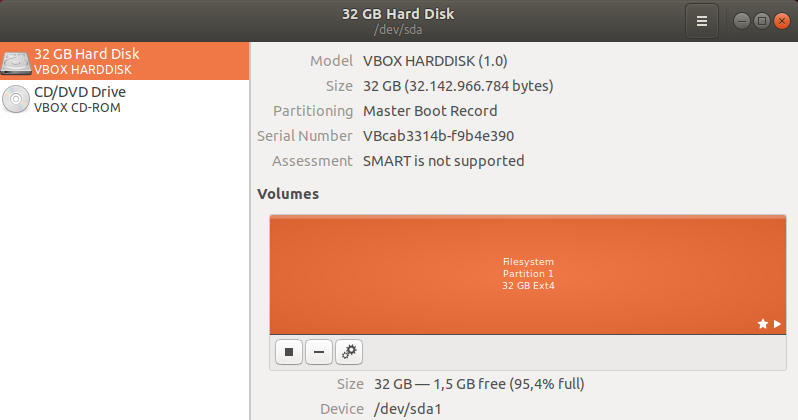 32 GB Hard Disk
/dev/sda
32 GB Hard Disk
VBOX HARDDISK
CD/DVD Drive
VBOX CD-ROM
Model VBOX HARDDISK (1.0)
Size 32 GB (32.142.966.784 bytes)
Partitioning Master Boot Record
Serial Number VBcab3314b-f9b4e390
Assessment SMART is not supported
Volumes
Filesystem
Partition 1
32 GB Ext4
Size 32 GB — 1,5 GB free (95,4% full)
Device /dev/sda1